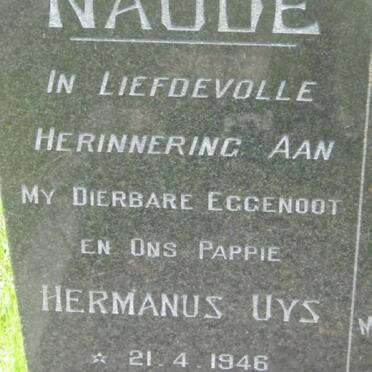 NAUDE
IN LIEFDEVOLLE
HERINNERING AAN
MY DIERBARE EGGENOOT
EN ONS PAPPIE
HERMANUS UYS
☆ 21.4.1946